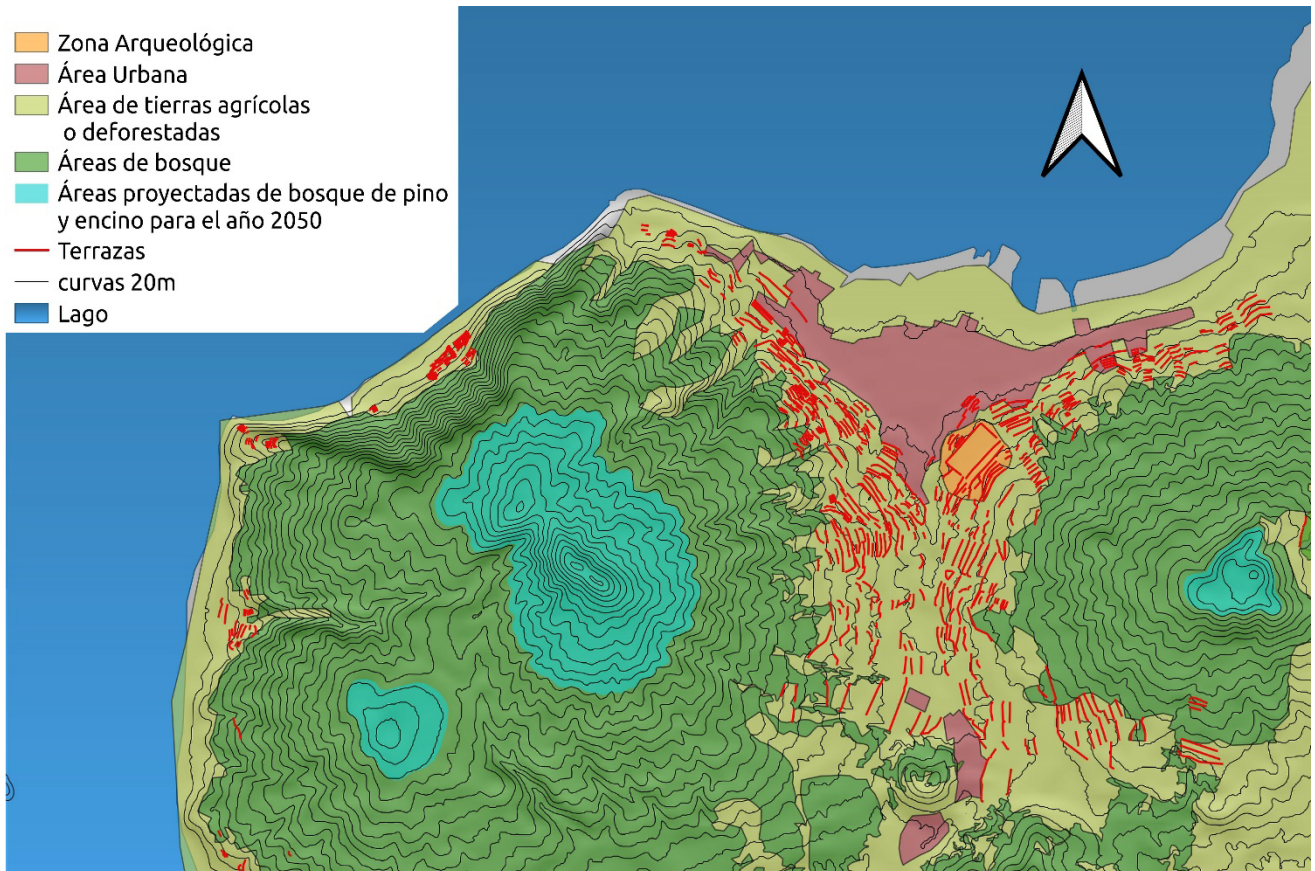 Zona Arqueológica
Área Urbana
Área de tierras agrícolas
o deforestadas
Áreas de bosque
Áreas proyectadas de bosque de pino
y encino para el año 2050
Terrazas
curvas 20m
Lago